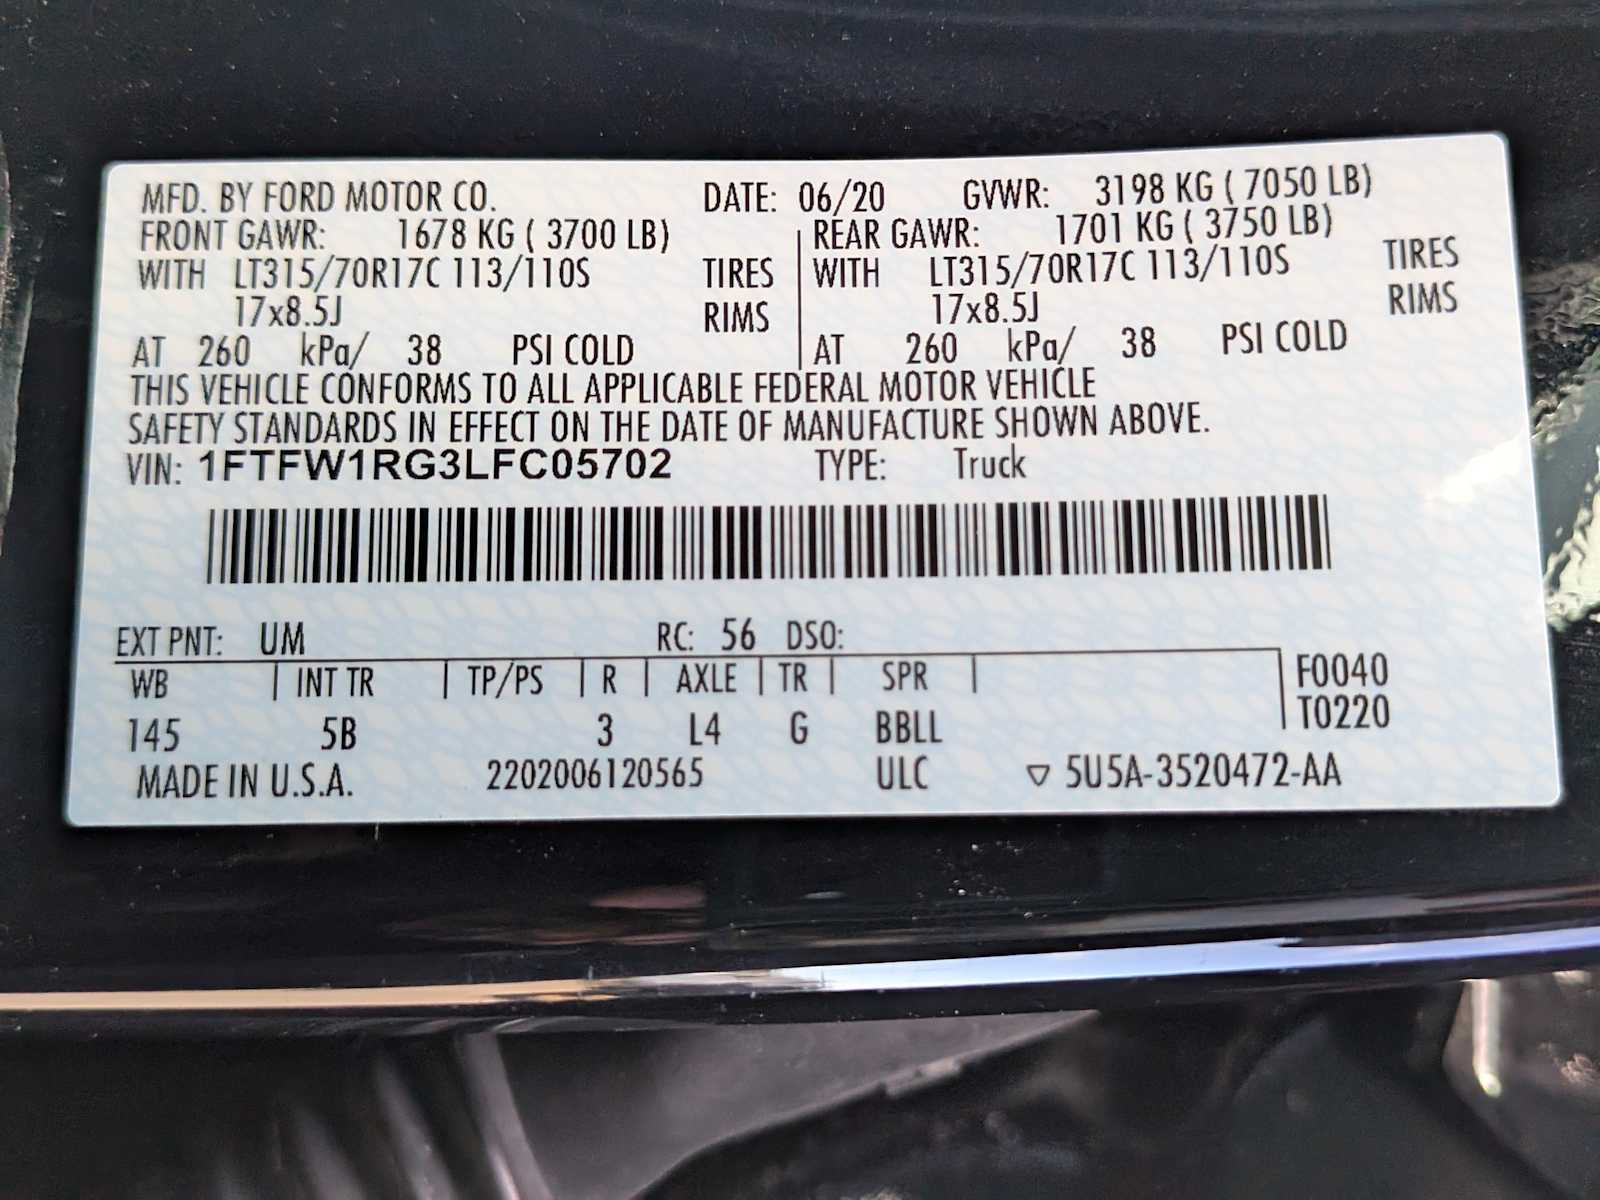 MFD. BY FORD MOTOR CO. DATE: 06/20 GVWR: 3198 KG ( 7050 LB)
FRONT GAWR: 1678 KG ( 3700 LB) REAR GAWR: 1701 KG ( 3750 LB)
WITH LT315/70R17C 113/110S TIRES WITH LT315/70R17C 113/110S TIRES
17x8.5J RIMS 17x8.5J RIMS
AT 260 kPa/ 38 PSI COLD AT 260 kPa/ 38 PSI COLD
THIS VEHICLE CONFORMS TO ALL APPLICABLE FEDERAL MOTOR VEHICLE
SAFETY STANDARDS IN EFFECT ON THE DATE OF MANUFACTURE SHOWN ABOVE.
VIN: 1FTFW1RG3LFC05702 TYPE: Truck
EXT PNT: UM RC: 56 DSO:
WB INT TR TP/PS R AXLE TR SPR F0040
145 5B 3 L4 G BBLL T0220
MADE IN U.S.A. 2202006120565 ULC ▽ 5U5A-3520472-AA